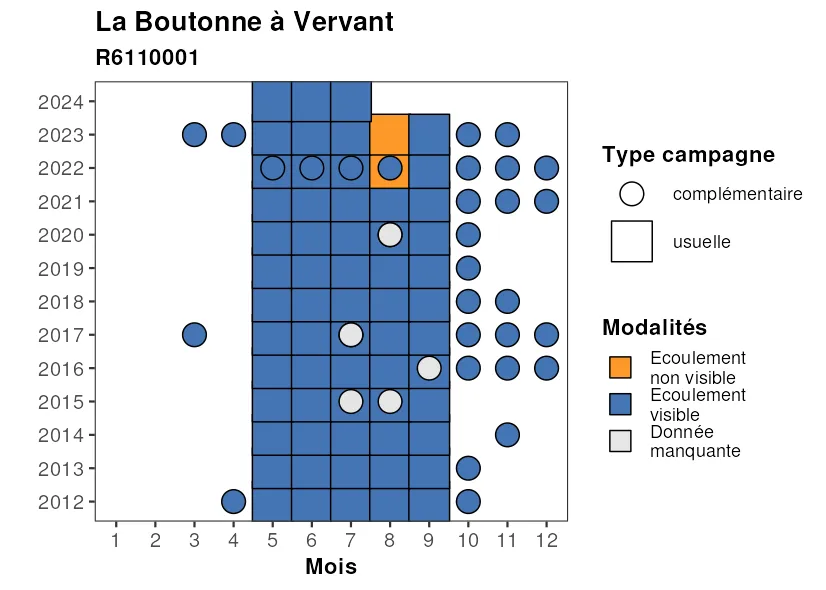 La Boutonne à Vervant
R6110001
2024
2023
2022
2021
2020
2019
2018
2017
2016
2015
2014
2013
2012
1 2 3 4 5 6 7 8 9 10 11 12
Mois
Type campagne
complémentaire
usuelle
Modalités
Ecoulement
non visible
Ecoulement
visible
Donnée
manquante